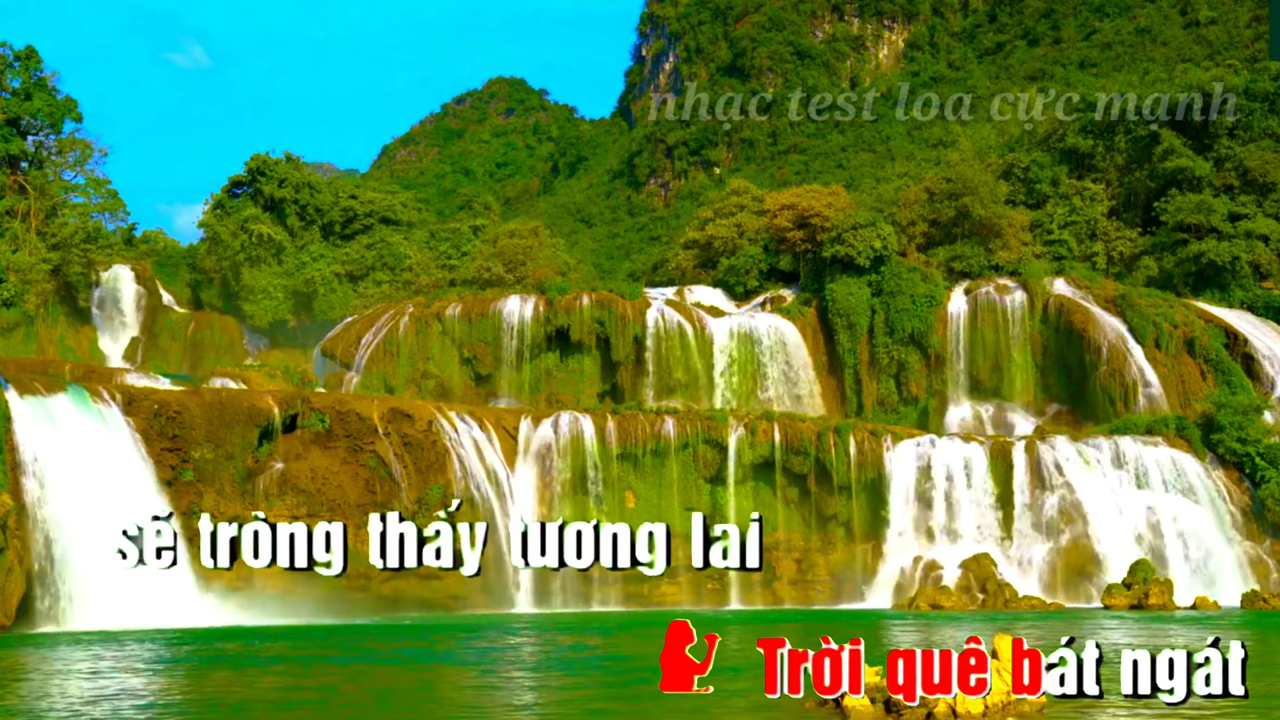 nhạc test loa cực mạnh
sẽ trông thấy tương lai
Trời quê bát ngát